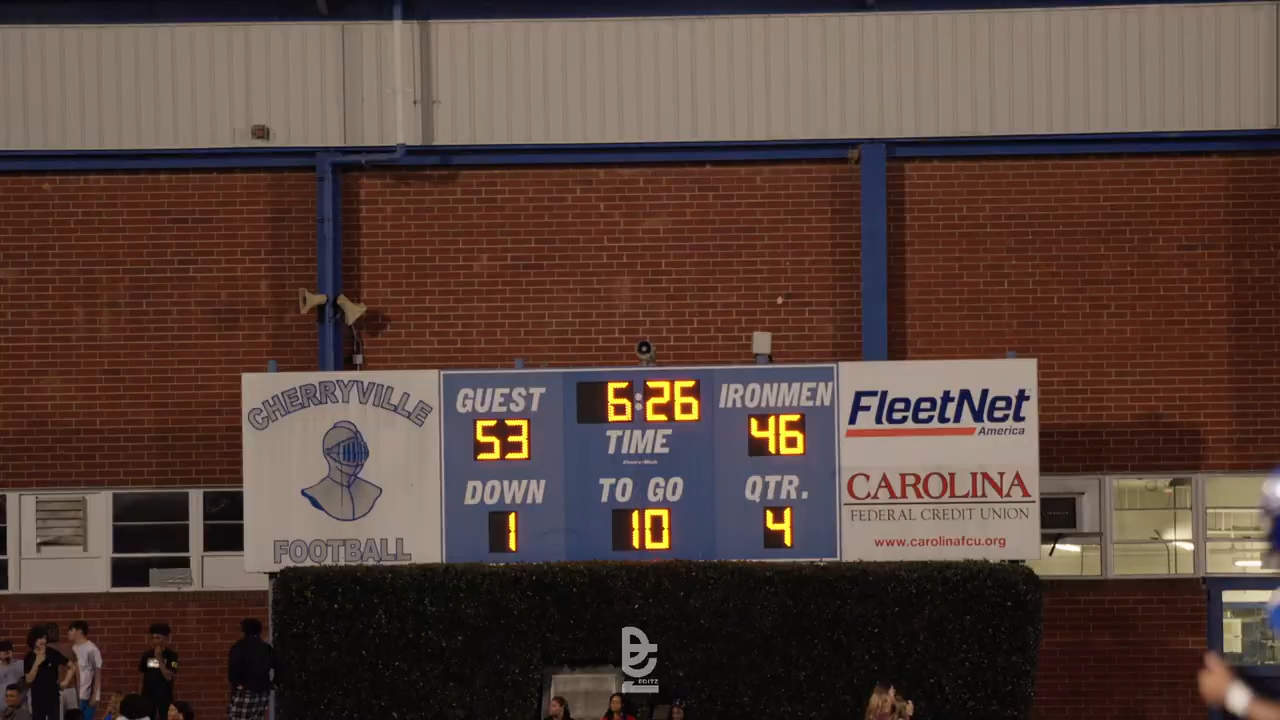 CHERRYVILLE
FOOTBALL
GUEST
53
6:26
TIME
IRONMEN
46
DOWN
1
TO GO
10
QTR.
4
FleetNet
America
CAROLINA
FEDERAL CREDIT UNION
www.carolinafcu.org
EDITZ